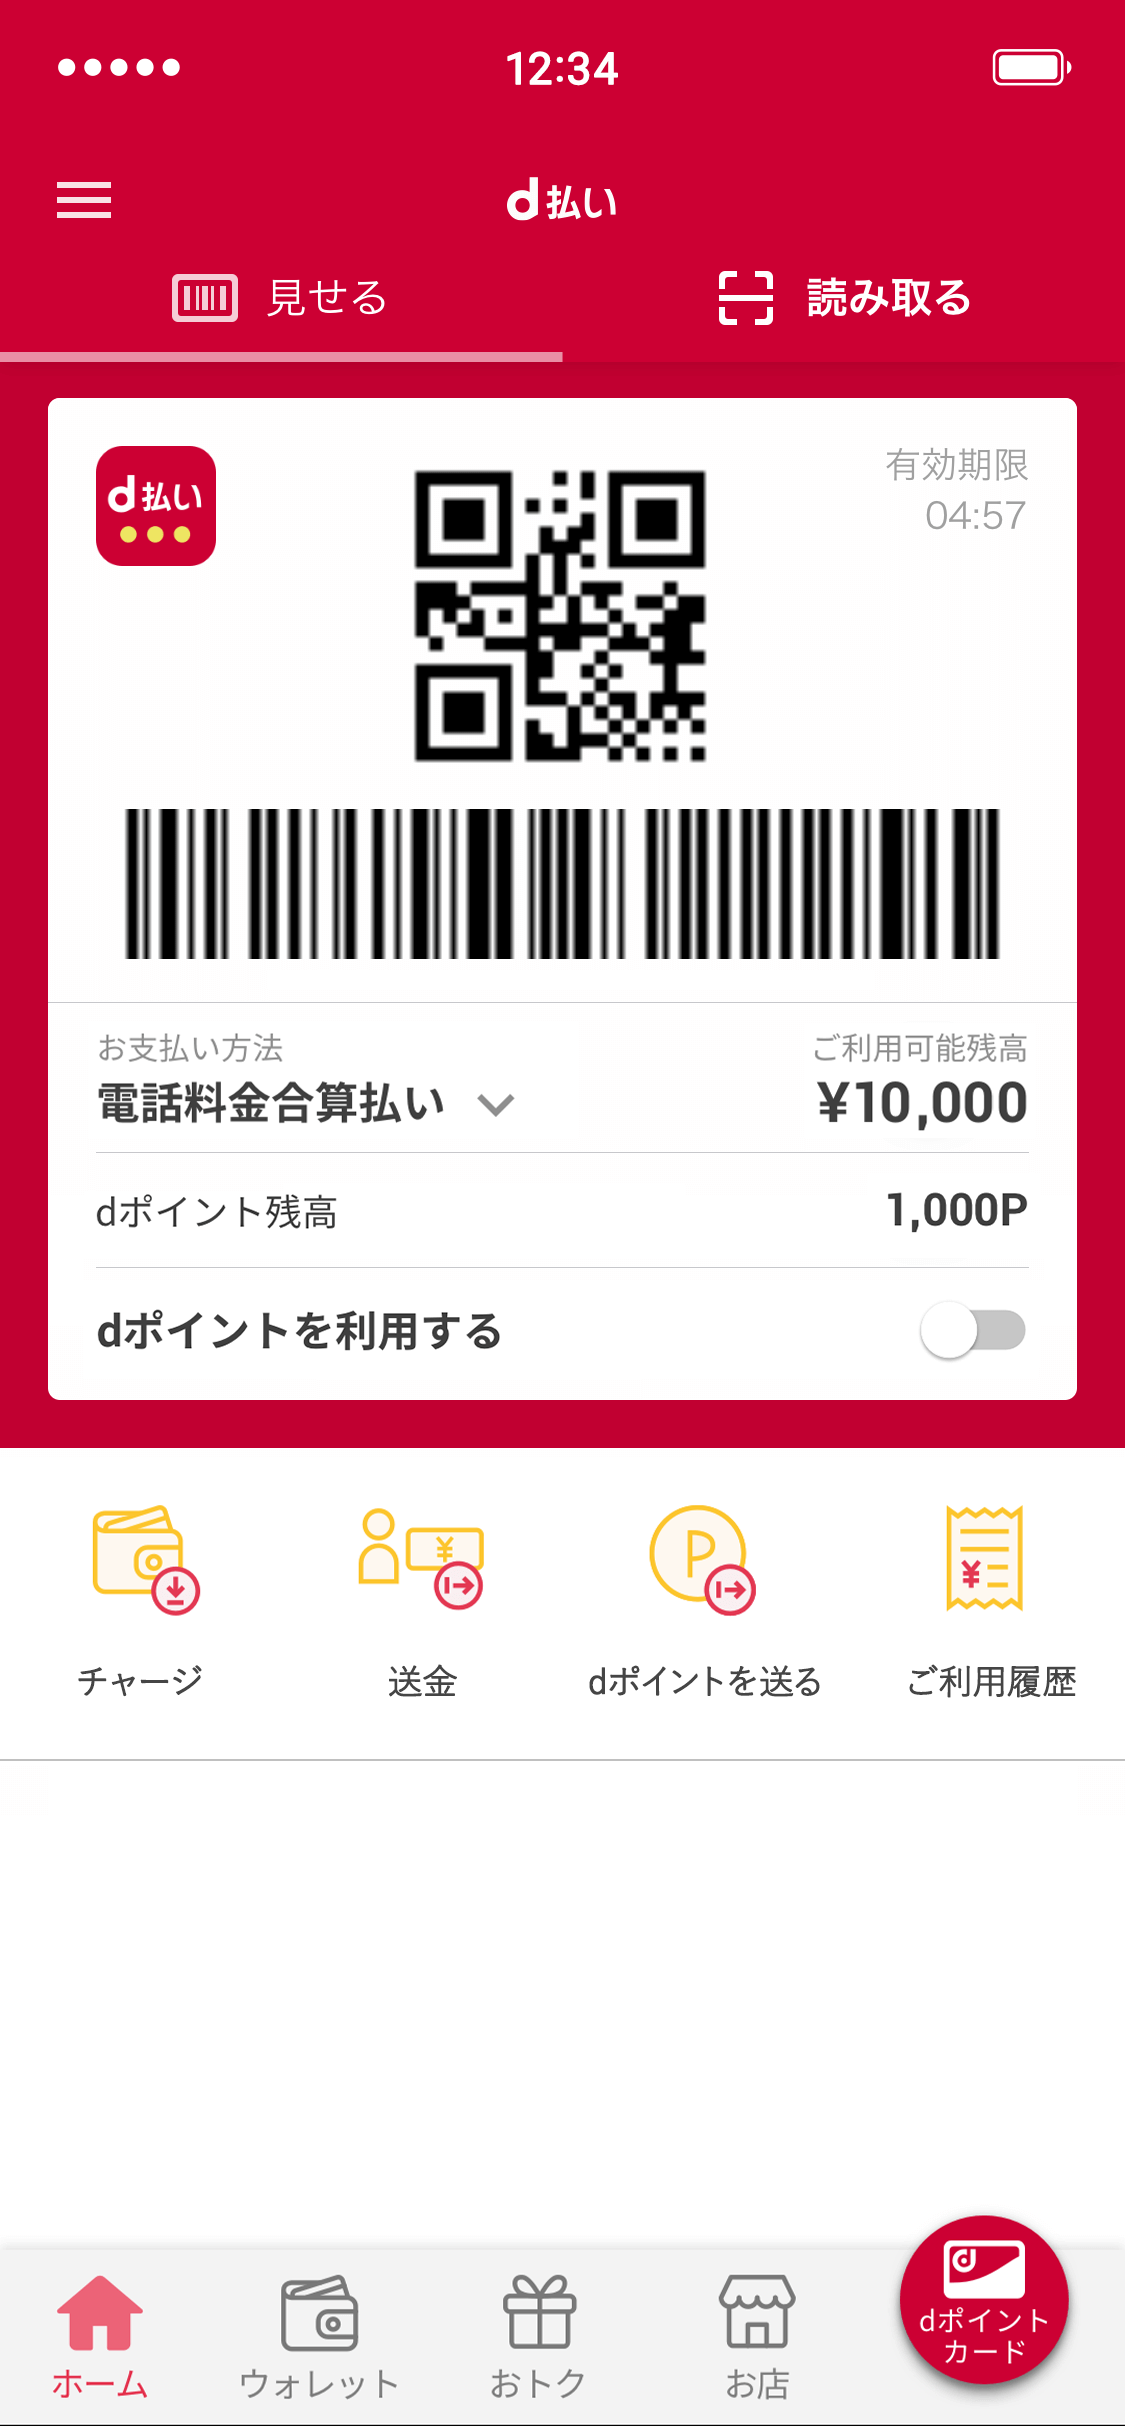 12:34
d払い
見せる
読み取る
d払い
有効期限
04:57
お支払い方法
ご利用可能残高
電話料金合算払い
¥10,000
dポイント残高
1,000P
dポイントを利用する
¥
P
¥
チャージ
送金
dポイントを送る
ご利用履歴
d
dポイント
カード
ホーム
ウォレット
おトク
お店